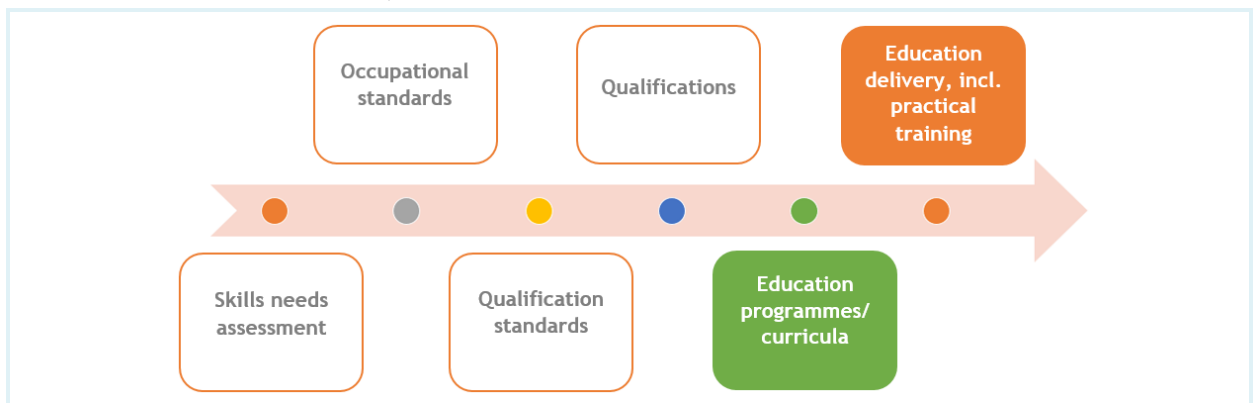 Occupational
standards
Qualifications
Education
delivery, incl.
practical
training
Skills needs
assessment
Qualification
standards
Education
programmes/
curricula